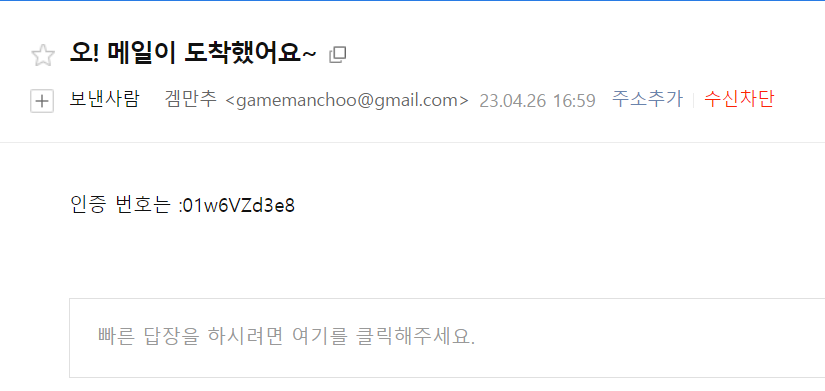 오! 메일이 도착했어요~
보낸사람 겜만추 <gamemanchoo@gmail.com> 23.04.26 16:59 주소추가 수신차단
인증 번호는 :01w6VZd3e8
빠른 답장을 하시려면 여기를 클릭해주세요.